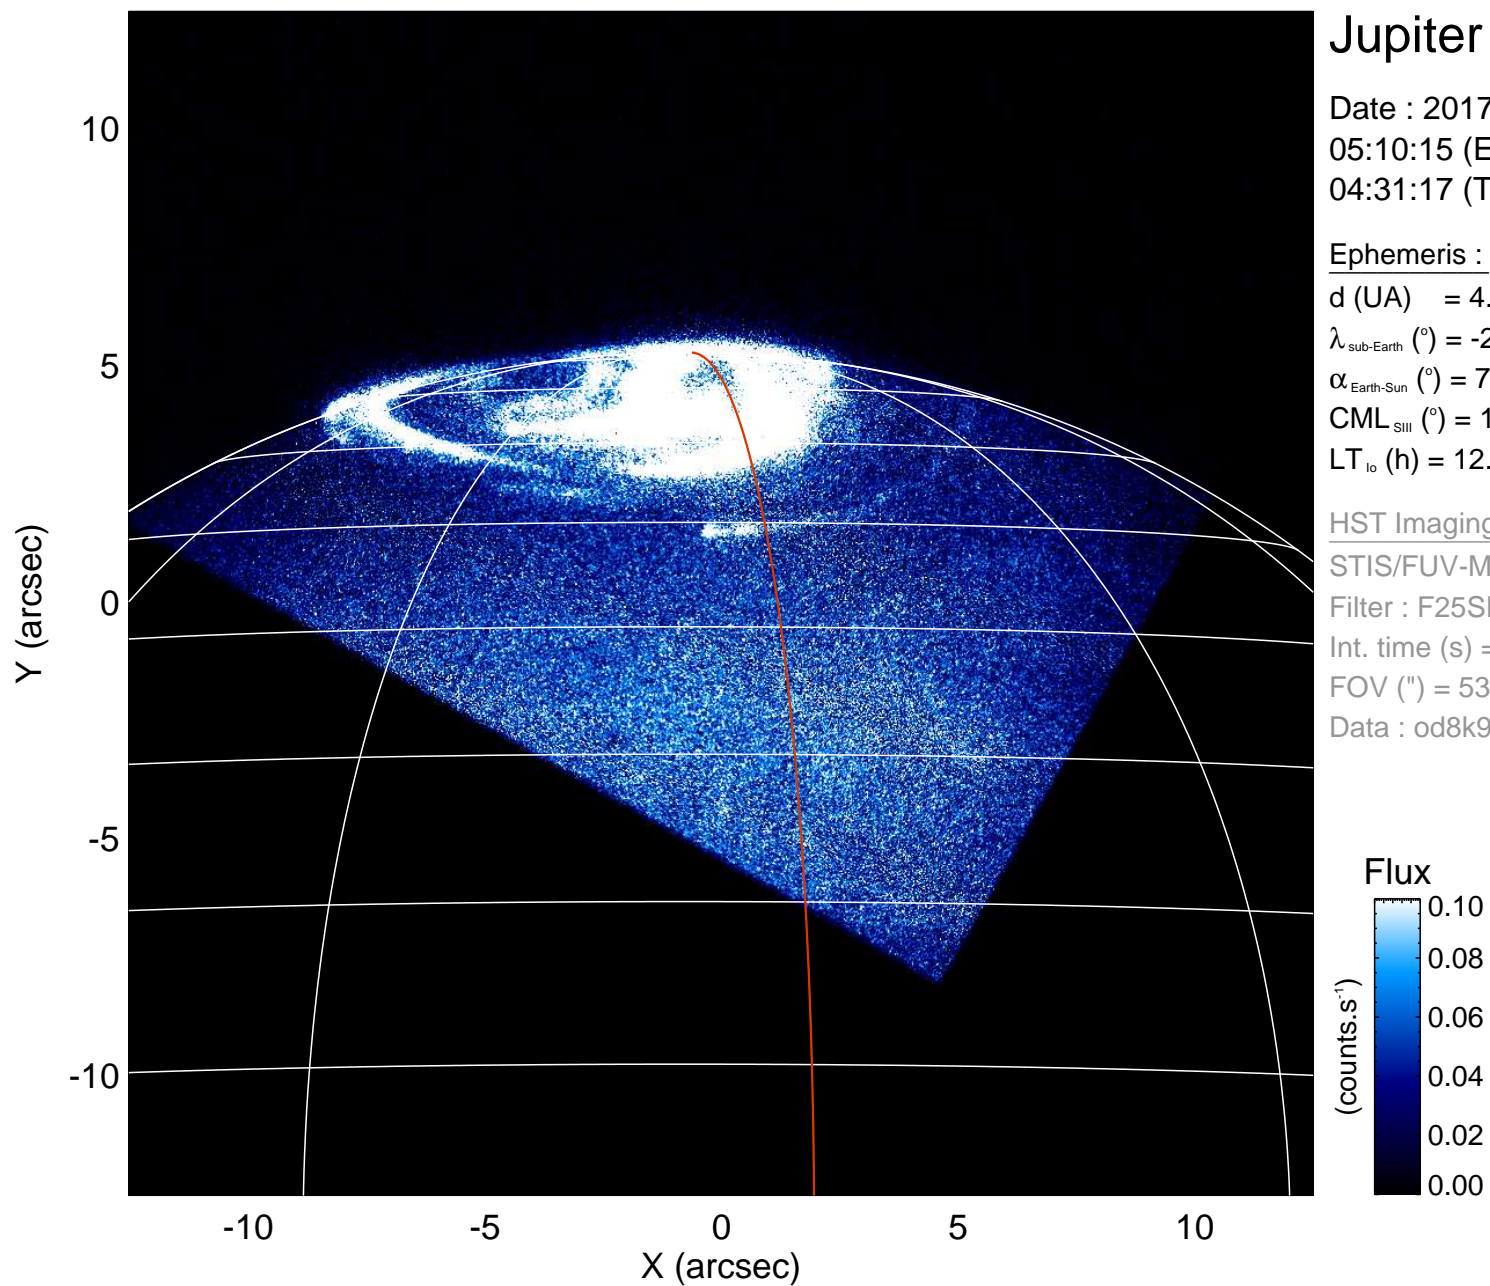 Jupiter
Date : 2017
05:10:15 (E
04:31:17 (T
Ephemeris :
d (UA) = 4.
λ sub-Earth (°) = -2
α Earth-Sun (°) = 7
CML SIII (°) = 1
LT Io (h) = 12.
HST Imaging
STIS/FUV-M
Filter : F25S
Int. time (s) =
FOV (") = 53
Data : od8k9
Flux
0.10
0.08
0.06
0.04
0.02
0.00
(counts.s-1)
10
5
0
-5
-10
Y (arcsec)
-10 -5 0 5 10
X (arcsec)